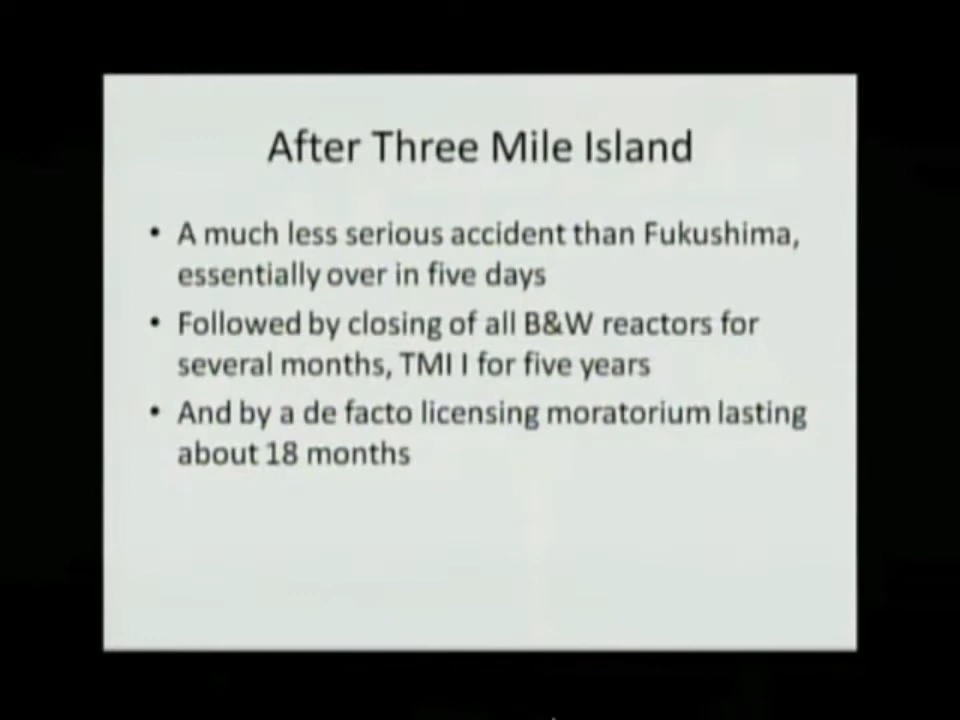 After Three Mile Island
• A much less serious accident than Fukushima,
essentially over in five days
• Followed by closing of all B&W reactors for
several months, TMI I for five years
• And by a de facto licensing moratorium lasting
about 18 months